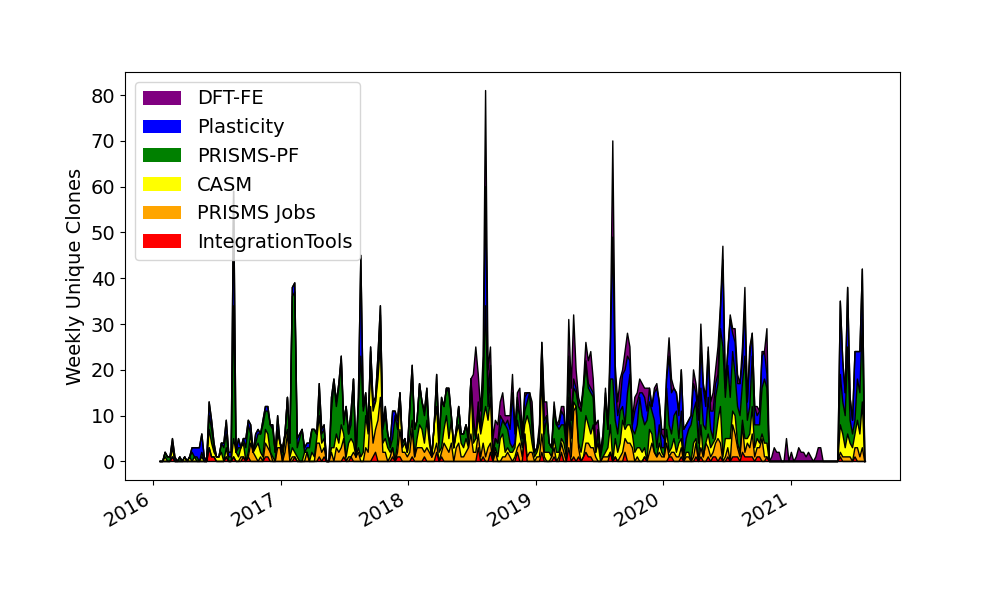 80
70
60
50
40
30
20
10
0
Weekly Unique Clones
DFT-FE
Plasticity
PRISMS-PF
CASM
PRISMS Jobs
IntegrationTools
2016
2017
2018
2019
2020
2021